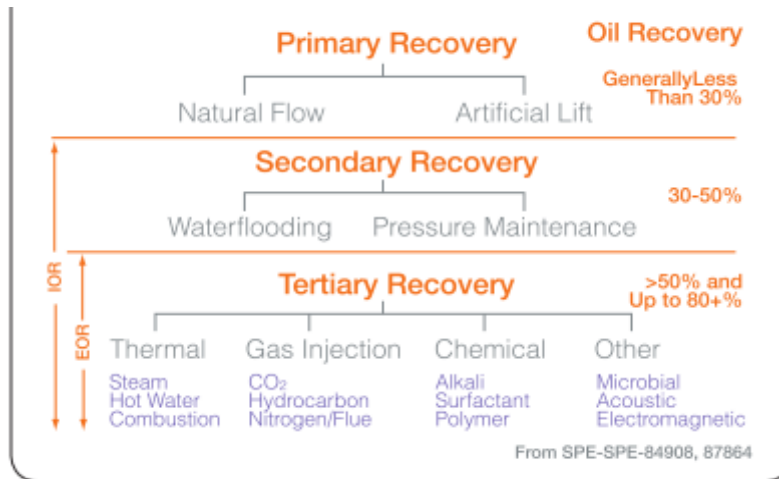 Primary Recovery
Oil Recovery
Natural Flow
Artificial Lift
GenerallyLess
Than 30%
Secondary Recovery
Waterflooding
Pressure Maintenance
30-50%
Tertiary Recovery
>50% and
Up to 80+%
IOR
EOR
Thermal
Steam
Hot Water
Combustion
Gas Injection
CO₂
Hydrocarbon
Nitrogen/Flue
Chemical
Alkali
Surfactant
Polymer
Other
Microbial
Acoustic
Electromagnetic
From SPE-SPE-84908, 87864